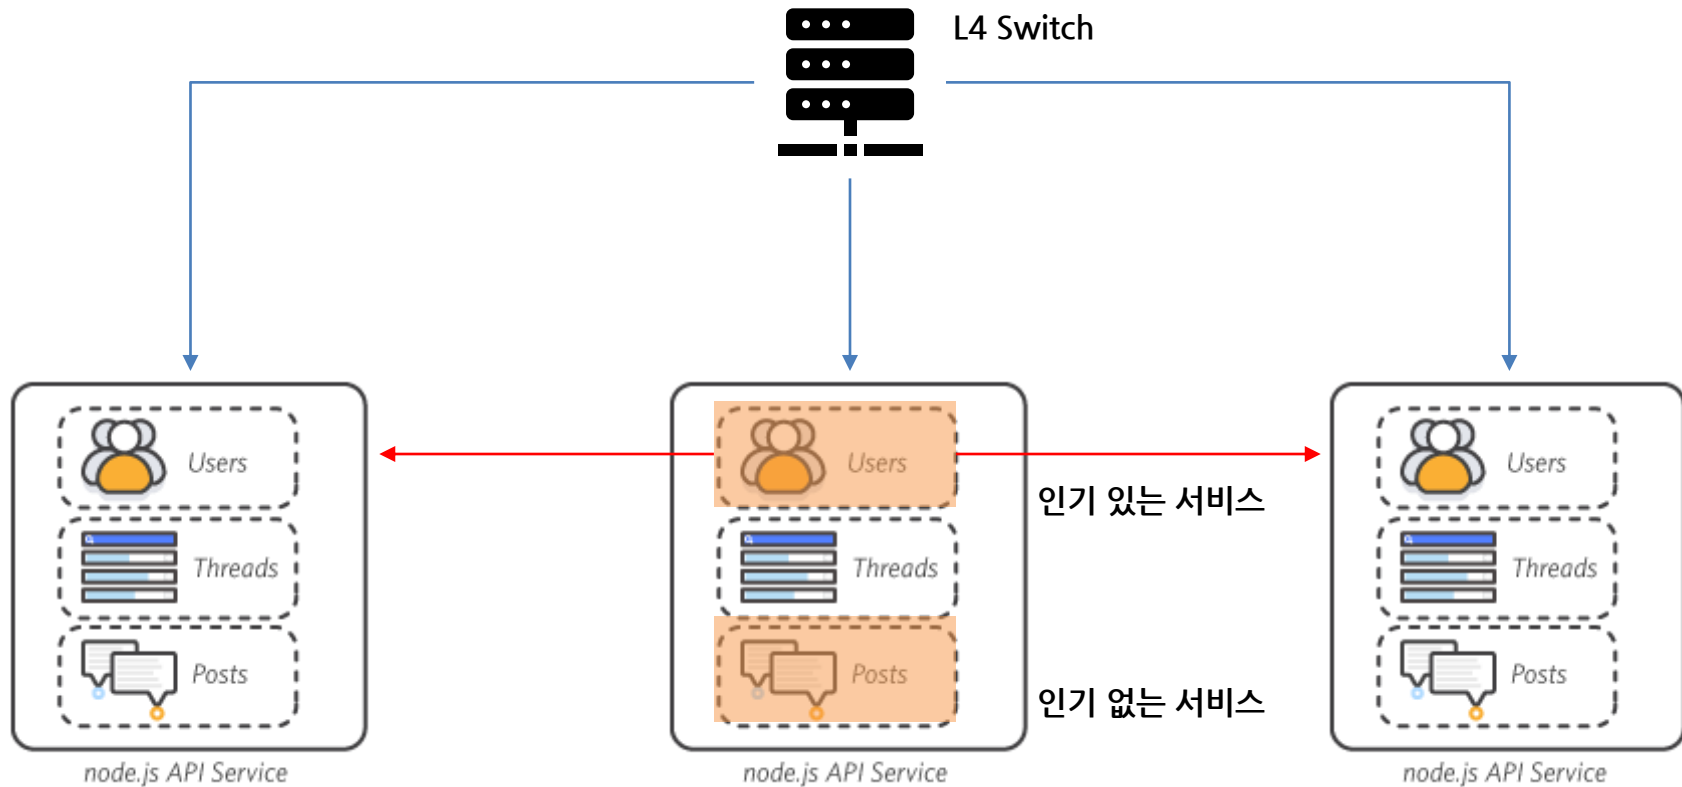 L4 Switch
Users
Threads
Posts
node.js API Service
Users
Threads
Posts
node.js API Service
인기 있는 서비스
인기 없는 서비스
Users
Threads
Posts
node.js API Service